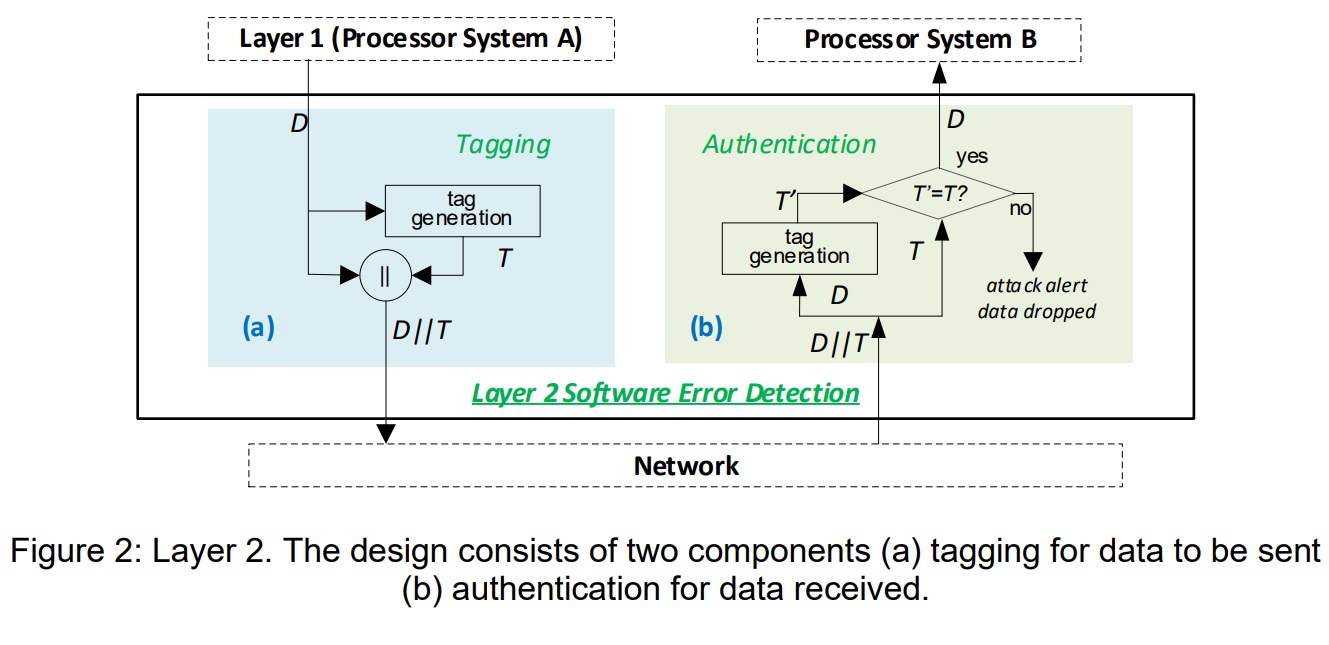 Layer 1 (Processor System A)
Processor System B
D
Tagging
tag
generation
T
||
(a)
D||T
D
Authentication
yes
T'
T'=T?
no
tag
generation
T
attack alert
data dropped
D
(b)
D||T
Layer 2 Software Error Detection
Network
Figure 2: Layer 2. The design consists of two components (a) tagging for data to be sent
(b) authentication for data received.